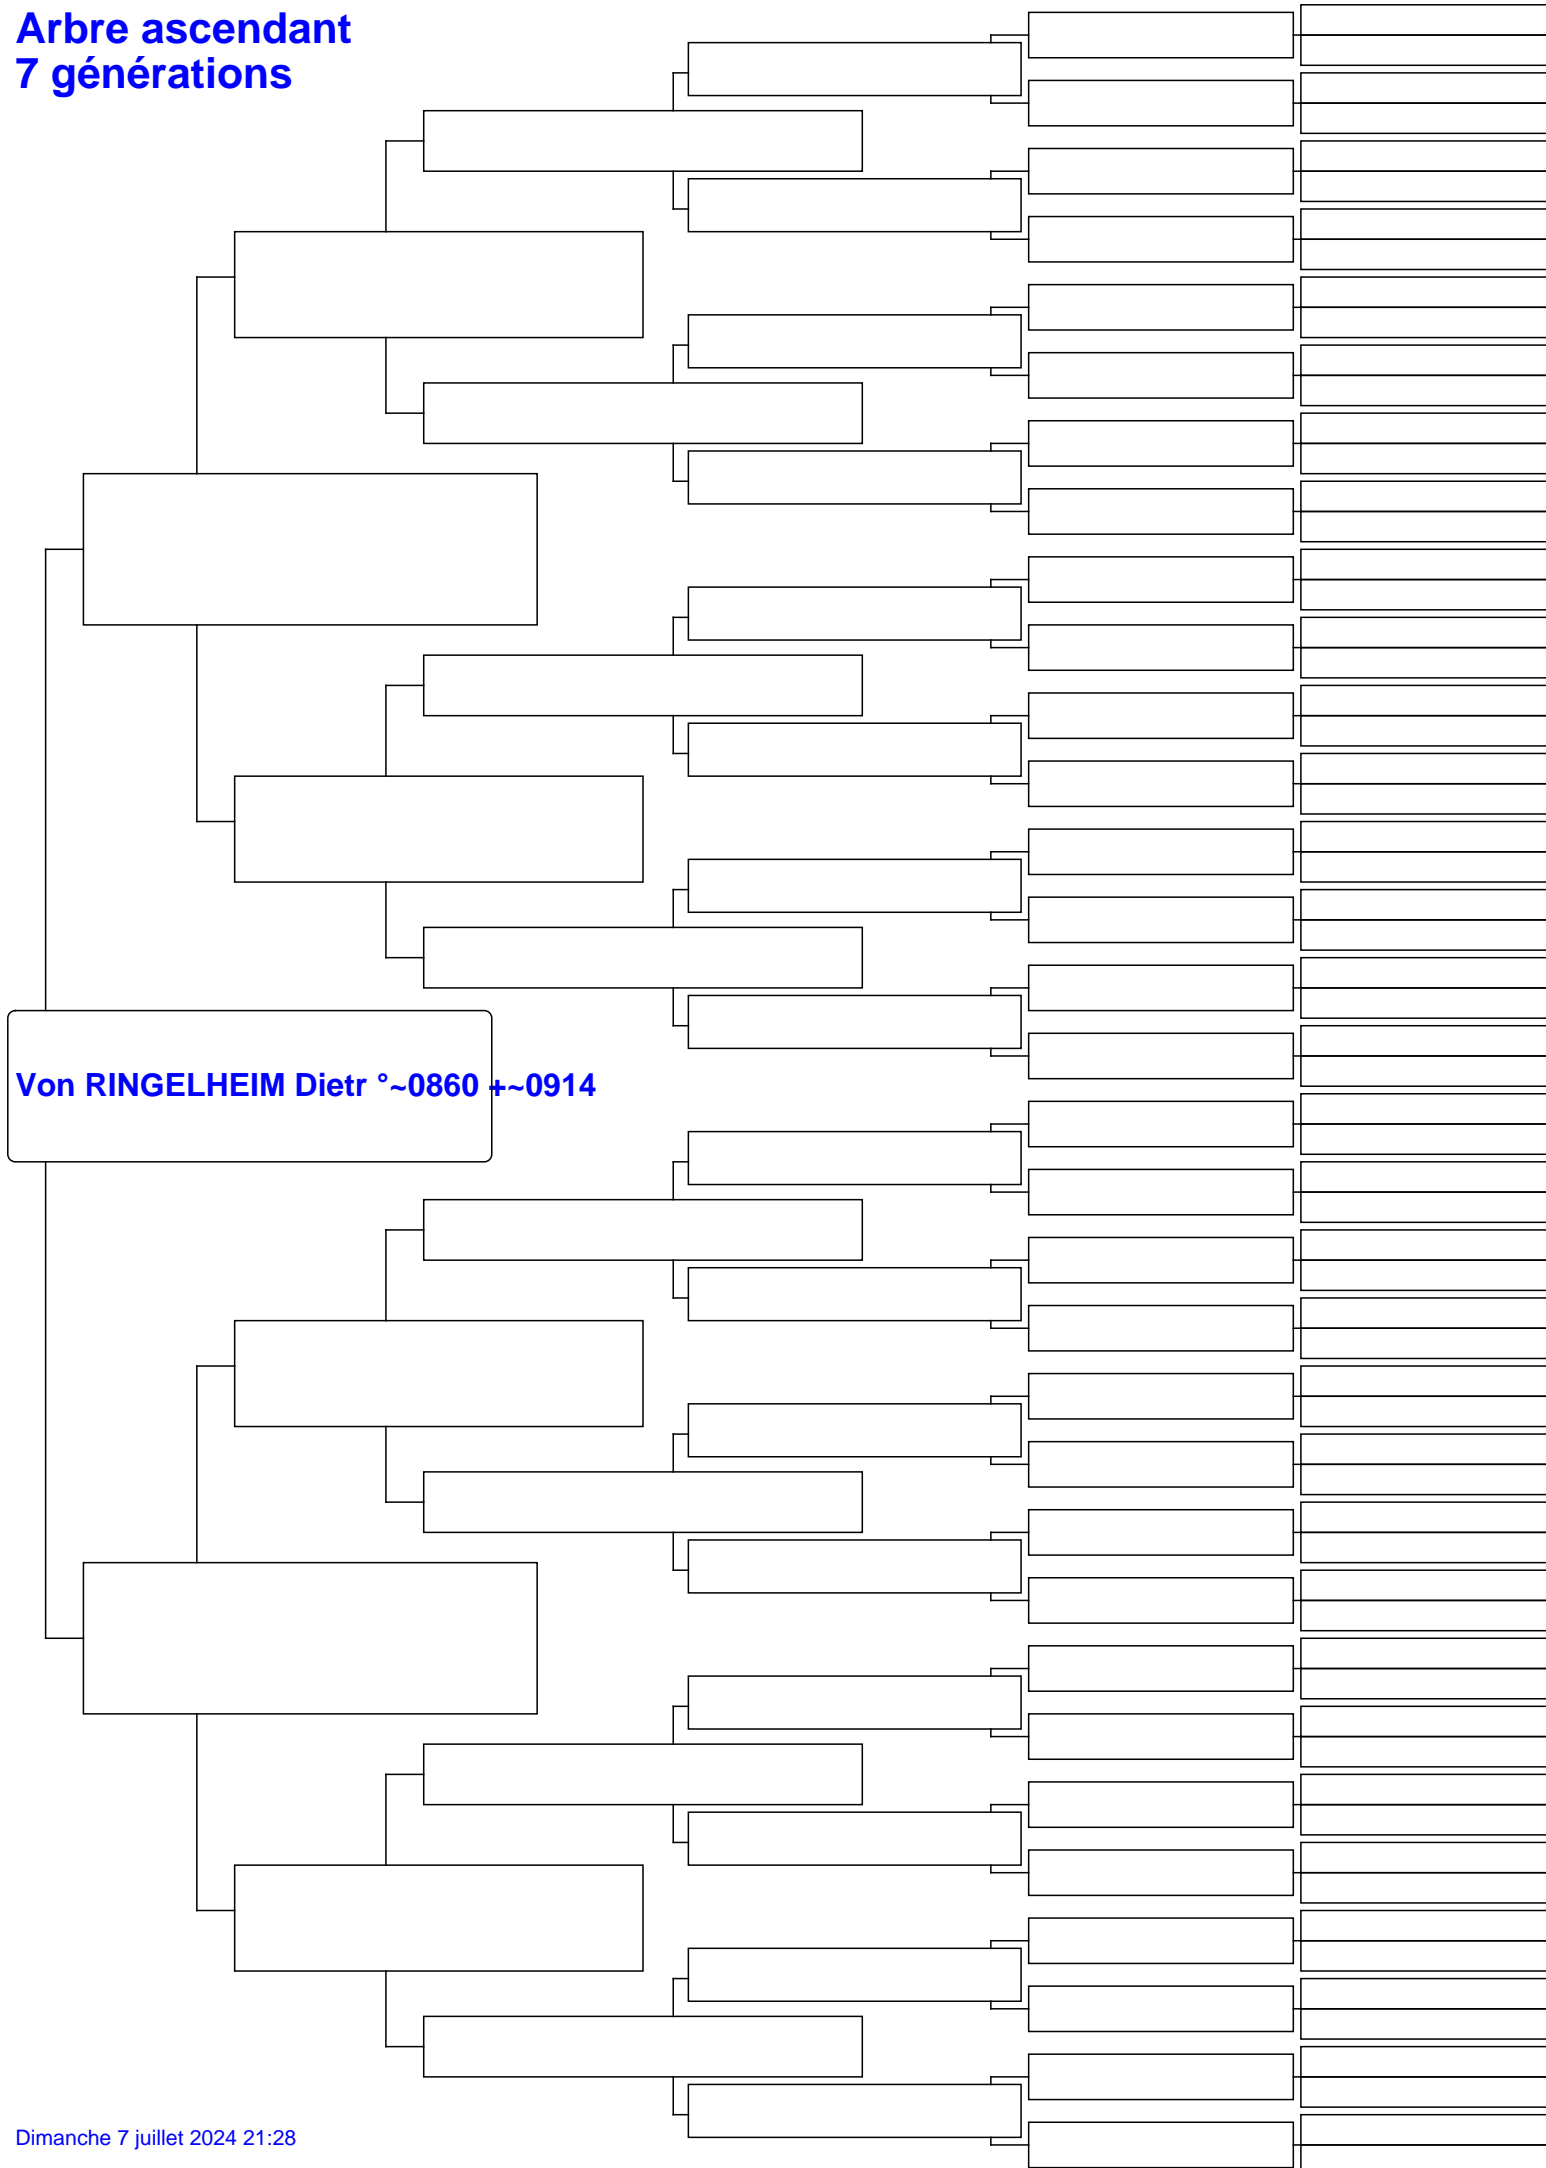 Arbre ascendant
7 générations
Von RINGELHEIM Dietr °~0860 +~0914
Dimanche 7 juillet 2024 21:28